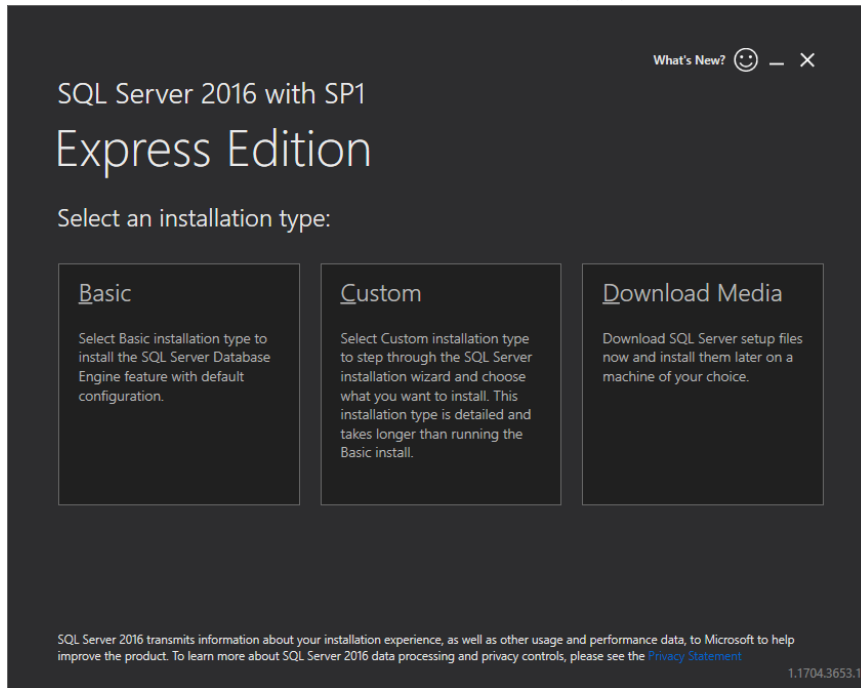 What's New?
SQL Server 2016 with SP1
Express Edition
Select an installation type:
Basic
Select Basic installation type to
install the SQL Server Database
Engine feature with default
configuration.
Custom
Select Custom installation type
to step through the SQL Server
installation wizard and choose
what you want to install. This
installation type is detailed and
takes longer than running the
Basic install.
Download Media
Download SQL Server setup files
now and install them later on a
machine of your choice.
SQL Server 2016 transmits information about your installation experience, as well as other usage and performance data, to Microsoft to help
improve the product. To learn more about SQL Server 2016 data processing and privacy controls, please see the Privacy Statement
1.1704.3653.1